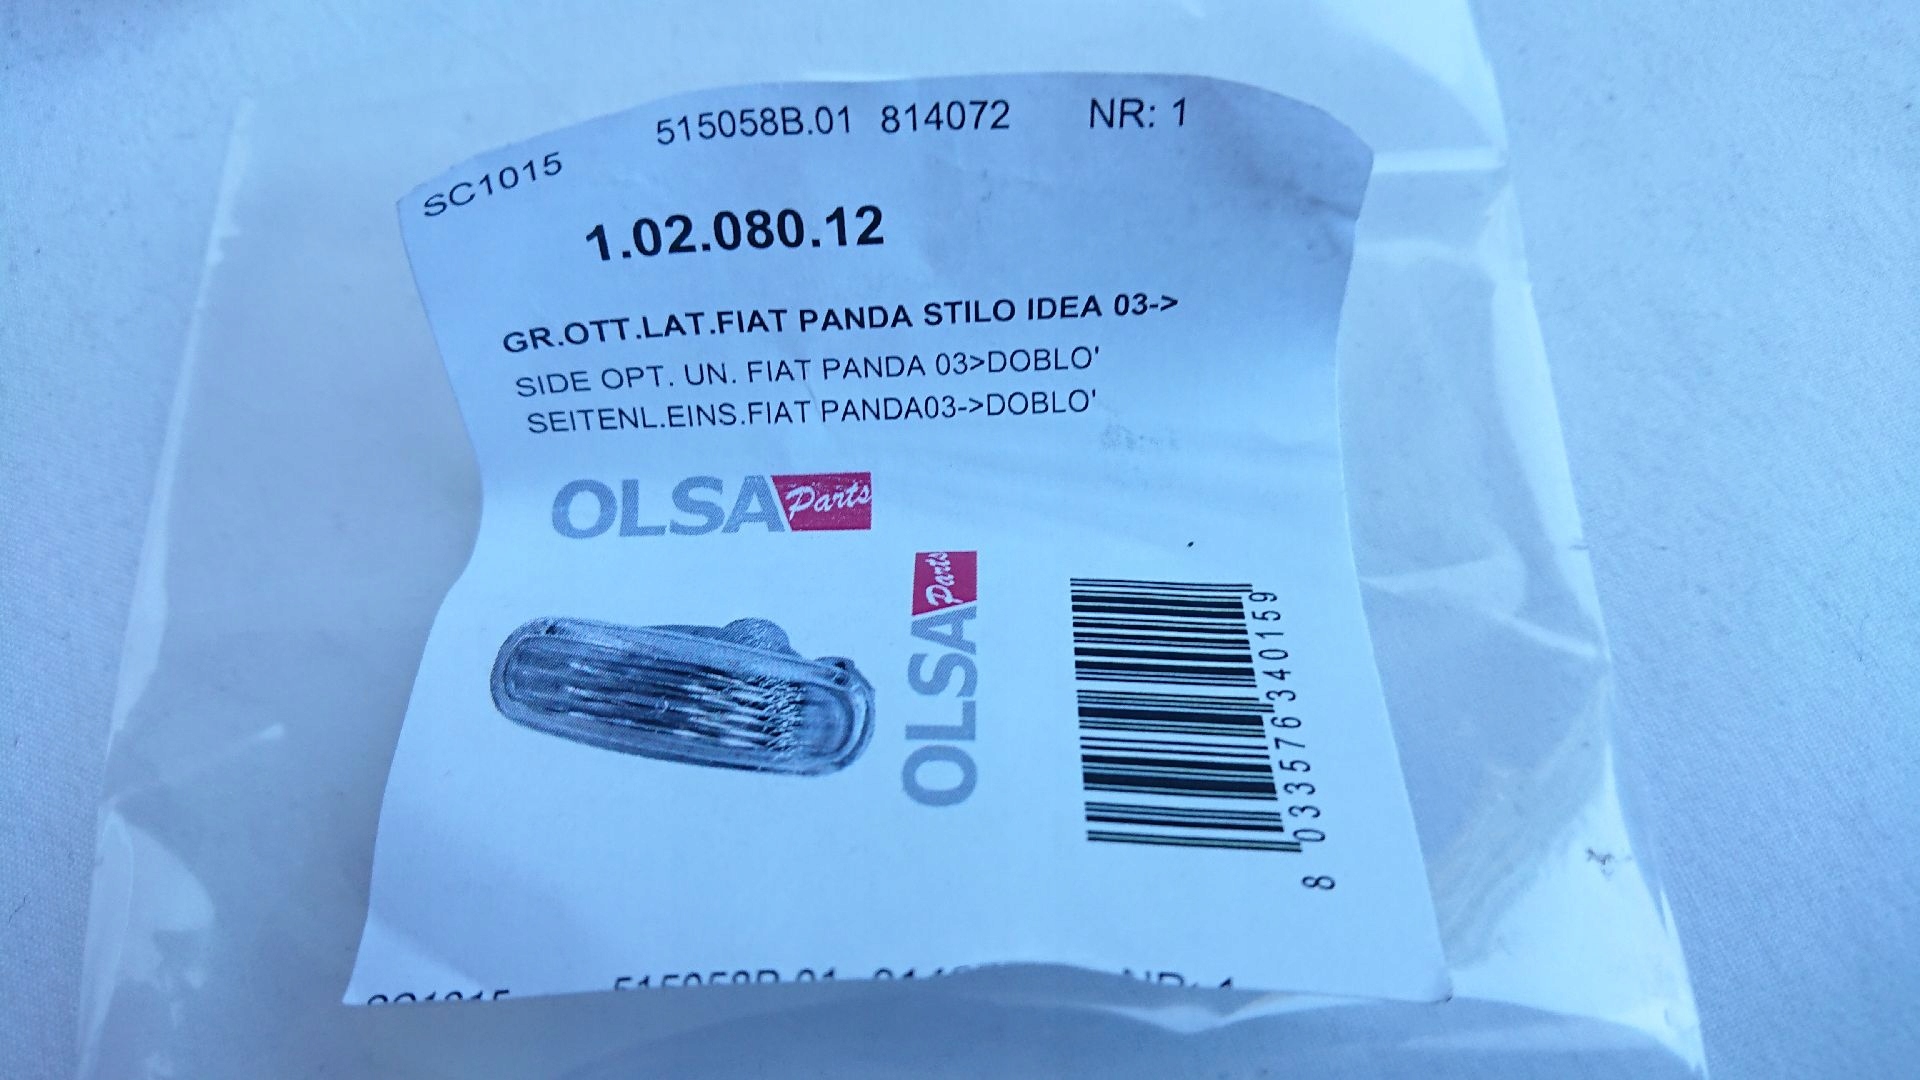 515058B.01 814072 NR: 1
SC1015
1.02.080.12
GR.OTT.LAT.FIAT PANDA STILO IDEA 03->
SIDE OPT. UN. FIAT PANDA 03>DOBLO'
SEITENL.EINS.FIAT PANDA03->DOBLO'
OLSA Parts
OLSA Parts
8 033576 340159